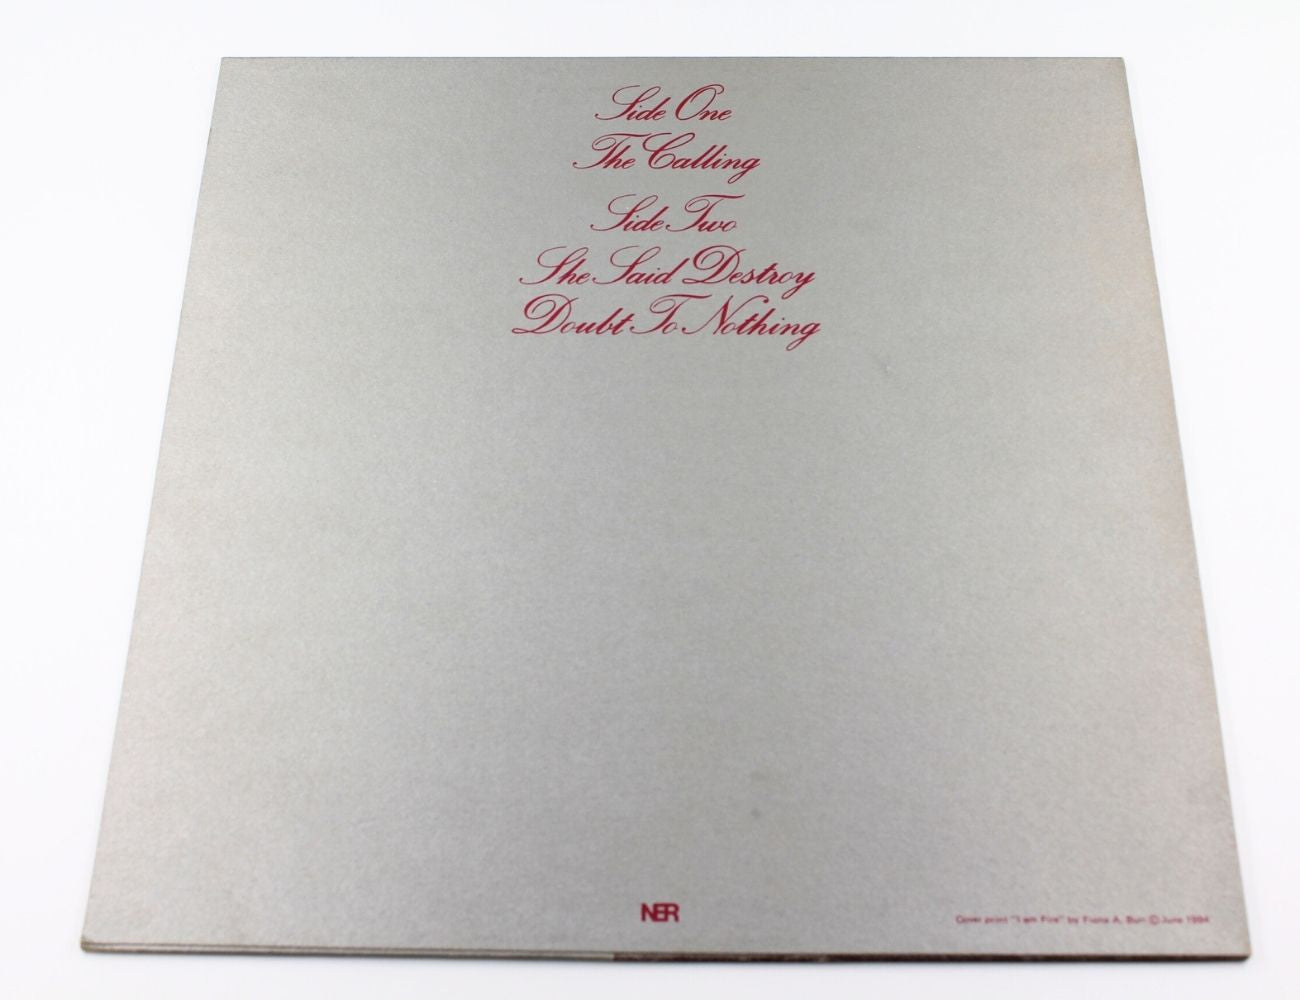 Side One
The Calling
Side Two
She Said Destroy
Doubt To Nothing
NER
Cover print "I am Fire" by Fiona A. Burr © June 1984